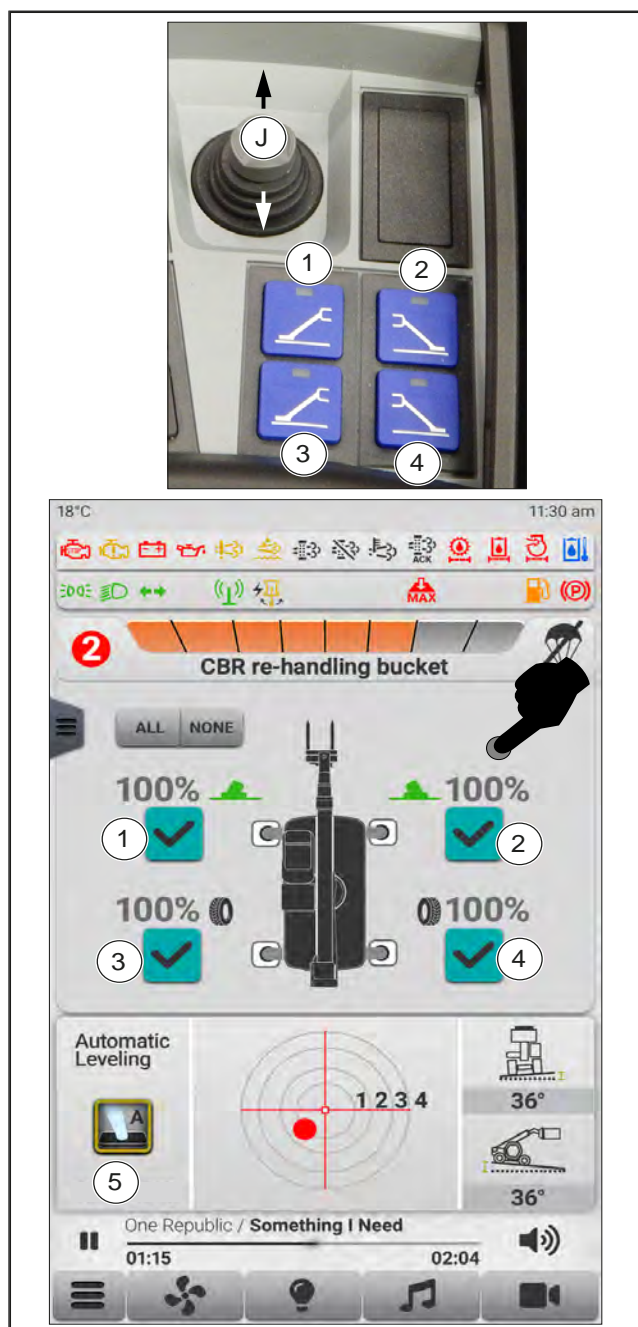 J
1
2
3
4
18°C 11:30 am
STOP
ACK
MAX
P
2
CBR re-handling bucket
ALL NONE
100% 100%
1 2
100% 100%
3 4
Automatic
Leveling
A
1 2 3 4
5
36°
36°
One Republic / Something I Need
01:15 02:04